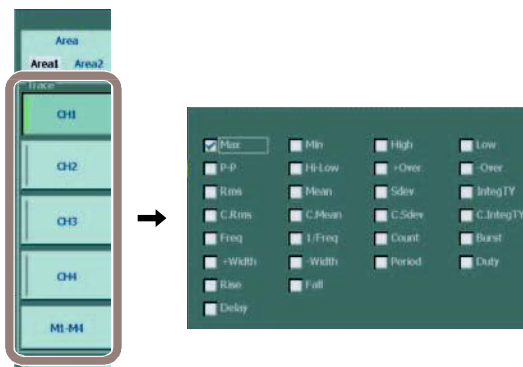 Area
Area1 Area2
Trace
CH1
CH2
CH3
CH4
M1-M4
Max Min High Low
P-P Hi-Low +Over -Over
Rms Mean Sdev IntegTY
C.Rms C.Mean C.Sdev C.IntegTY
Freq 1/Freq Count Burst
+Width -Width Period Duty
Rise Fall
Delay